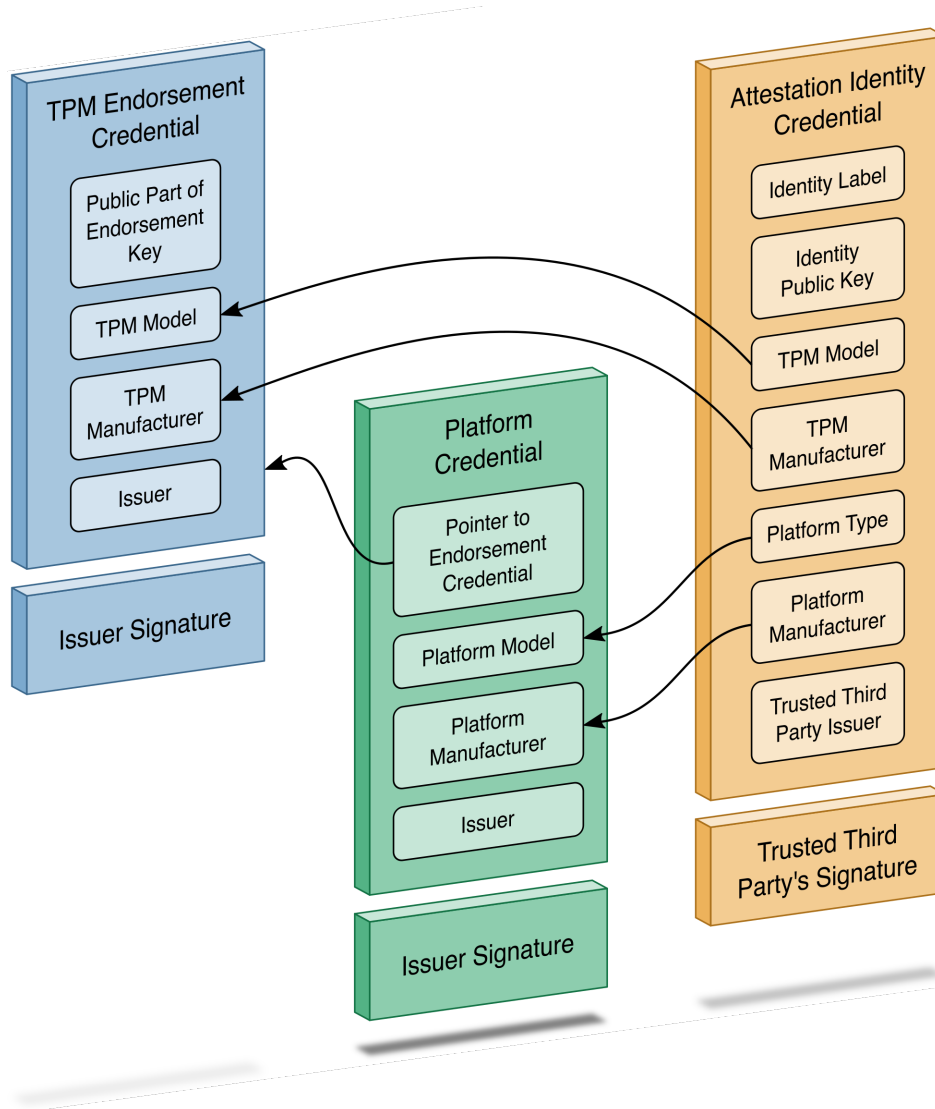 TPM Endorsement
Credential
Public Part of
Endorsement
Key
TPM Model
TPM
Manufacturer
Issuer
Issuer Signature
Platform
Credential
Pointer to
Endorsement
Credential
Platform Model
Platform
Manufacturer
Issuer
Issuer Signature
Attestation Identity
Credential
Identity Label
Identity
Public Key
TPM Model
TPM
Manufacturer
Platform Type
Platform
Manufacturer
Trusted Third
Party Issuer
Trusted Third
Party's Signature